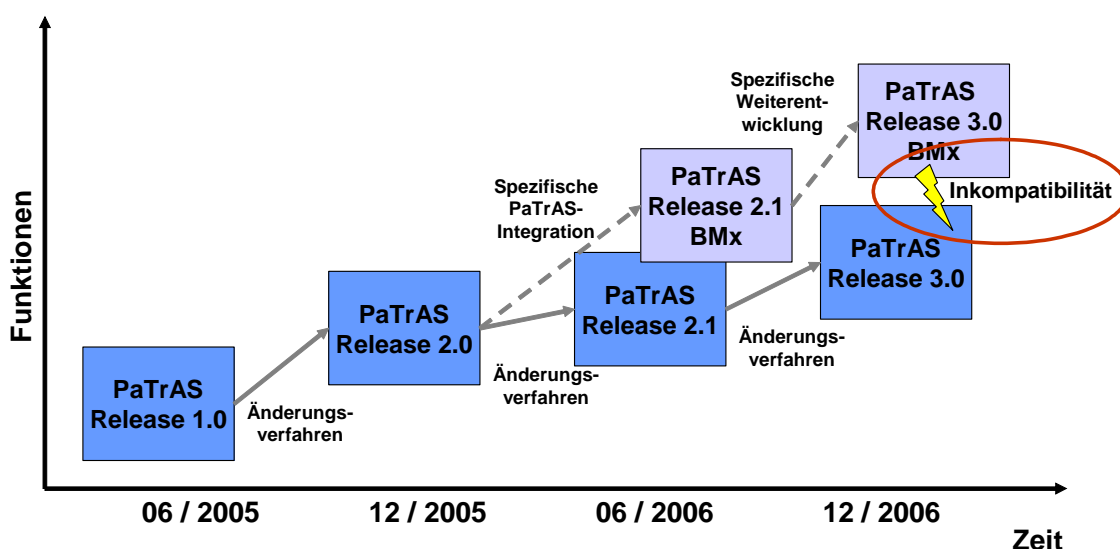 Funktionen
PaTrAS
Release 1.0
Änderungs-
verfahren
PaTrAS
Release 2.0
Spezifische
PaTrAS-
Integration
Änderungs-
verfahren
PaTrAS
Release 2.1
BMx
PaTrAS
Release 2.1
Spezifische
Weiterent-
wicklung
Änderungs-
verfahren
PaTrAS
Release 3.0
BMx
Inkompatibilität
PaTrAS
Release 3.0
06 / 2005
12 / 2005
06 / 2006
12 / 2006
Zeit